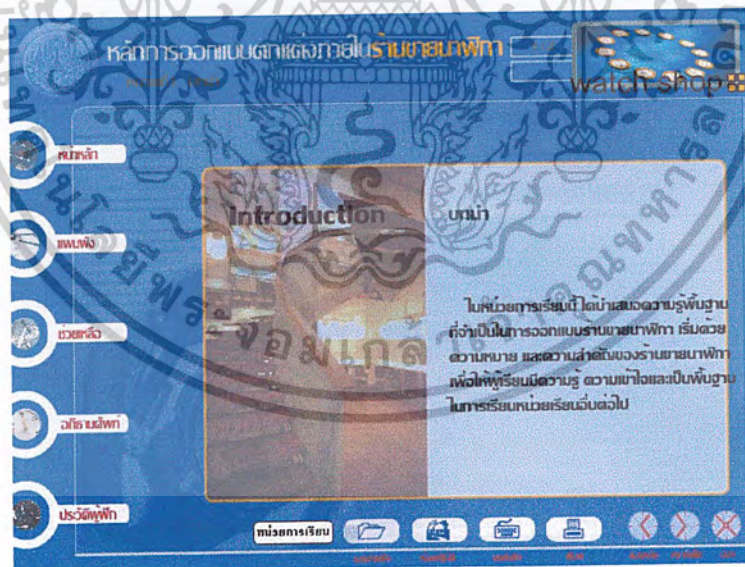 หลักการออกแบบตกแต่งภายในร้านขายนาฬิกา
watch shop
หน้าหลัก
Introduction
บทนำ
แผนผัง
ในหน่วยการเรียนนี้ ได้นำเสนอความรู้พื้นฐาน
ที่จำเป็นในการออกแบบร้านขายนาฬิกา เริ่มด้วย
ความหมาย และความสำคัญของร้านขายนาฬิกา
เพื่อให้ผู้เรียนมีความรู้ ความเข้าใจและเป็นพื้นฐาน
ในการเรียนหน่วยเรียนอื่นต่อไป
ช่วยเหลือ
อภิธานศัพท์
ประวัติผู้ฟึก
หน่วยการเรียน